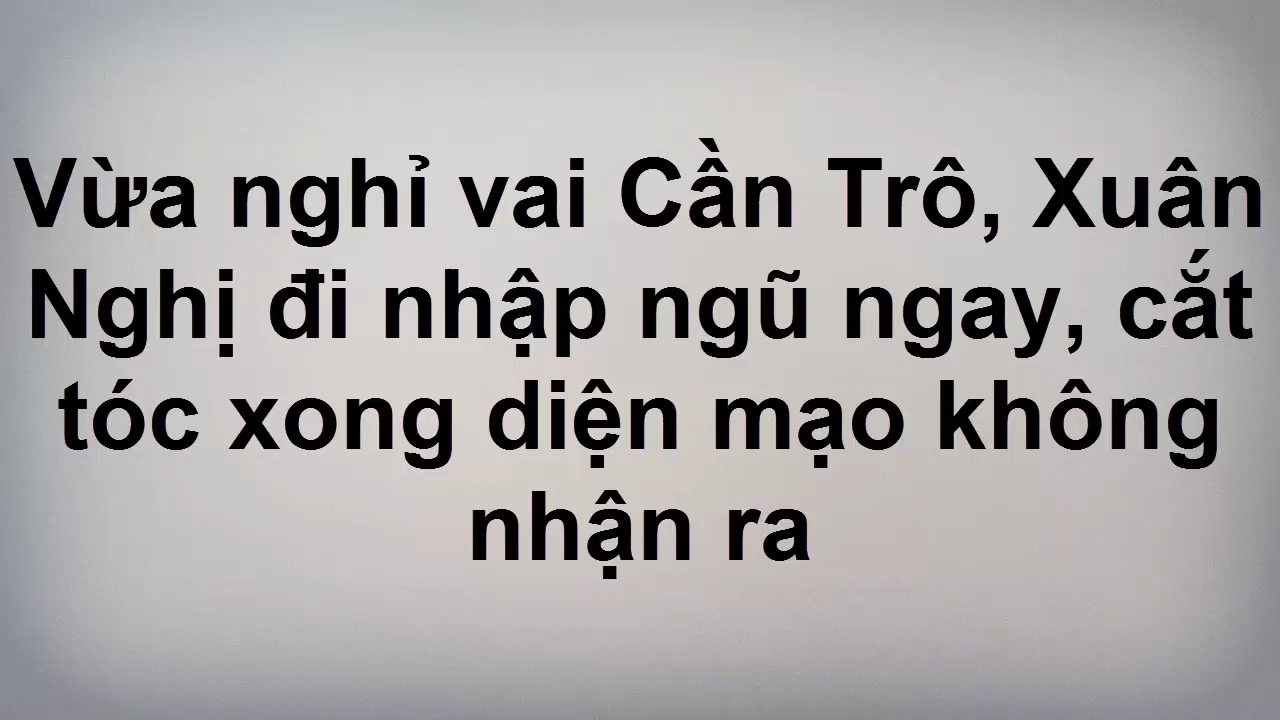 Vừa nghỉ vai Cần Trô, Xuân
Nghị đi nhập ngũ ngay, cắt
tóc xong diện mạo không
nhận ra